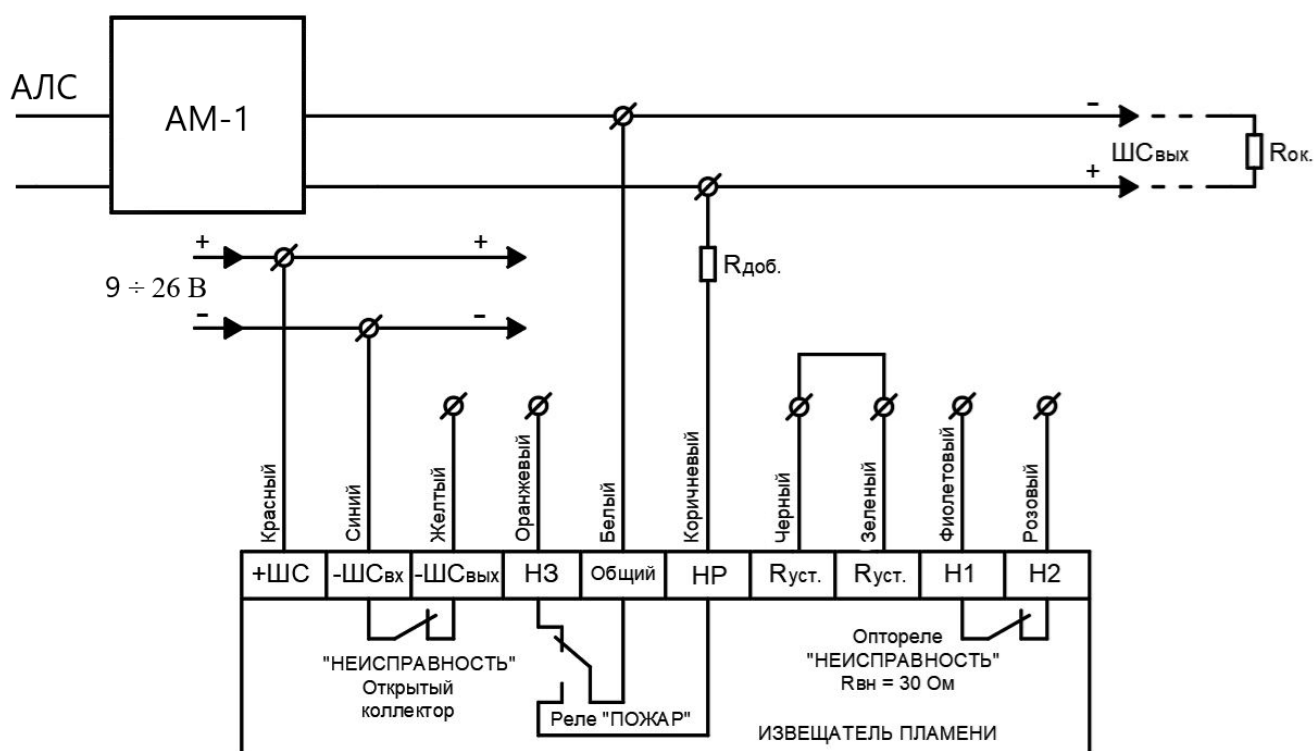 АЛС
АМ-1
-
ШСвых
+
Rок.
+
+
9 ÷ 26 В
-
-
Rдоб.
Красный
Синий
Желтый
Оранжевый
Белый
Коричневый
Черный
Зеленый
Фиолетовый
Розовый
+ШС
-ШСвх
-ШСвых
НЗ
Общий
НР
Rуст.
Rуст.
Н1
Н2
"НЕИСПРАВНОСТЬ"
Открытый
коллектор
Реле "ПОЖАР"
Оптореле
"НЕИСПРАВНОСТЬ"
Rвн = 30 Ом
ИЗВЕЩАТЕЛЬ ПЛАМЕНИ